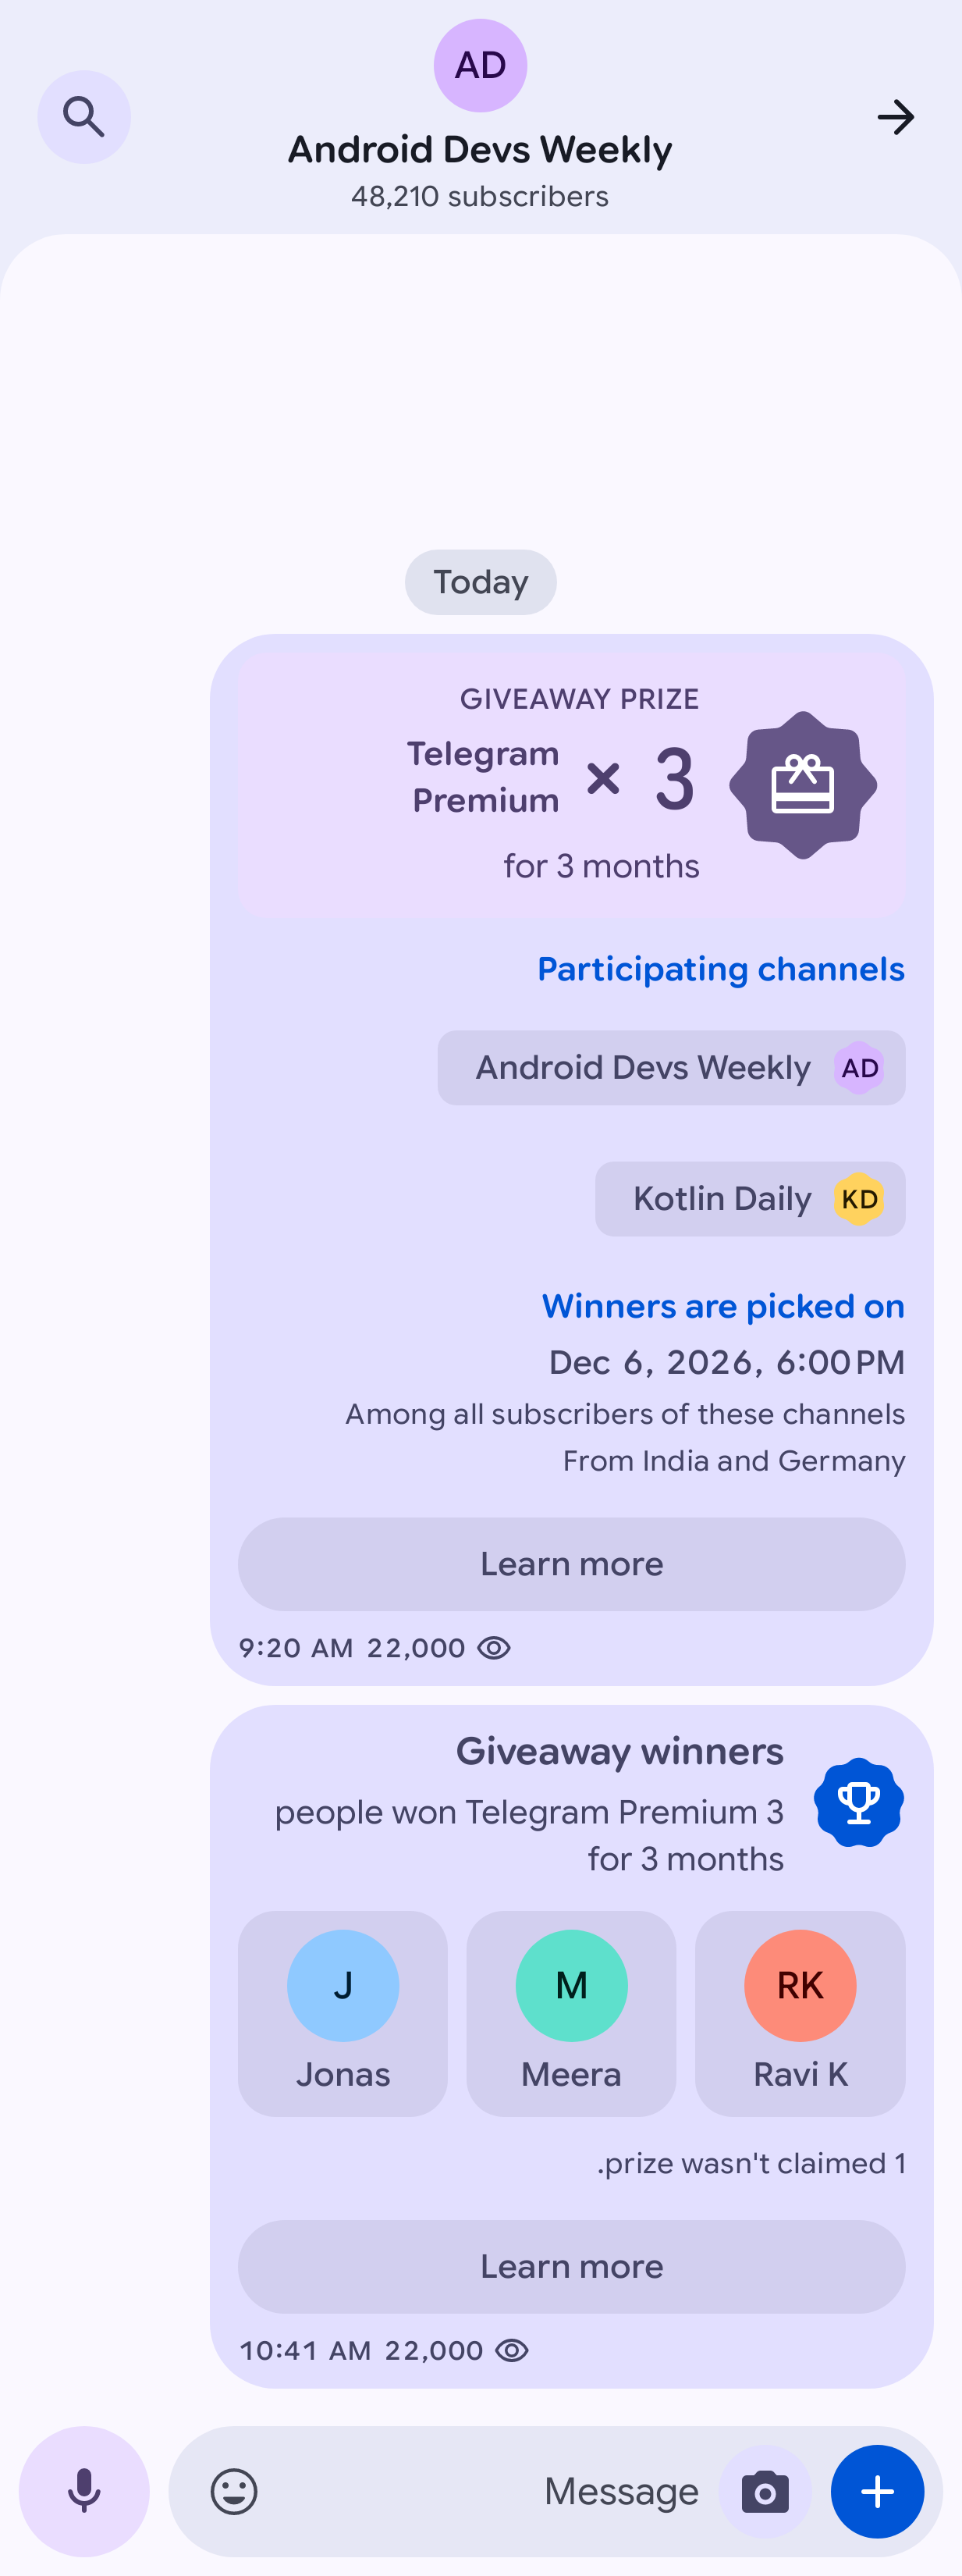 AD
Android Devs Weekly
48,210 subscribers
Today
GIVEAWAY PRIZE
Telegram
Premium
× 3
for 3 months
Participating channels
Android Devs Weekly AD
Kotlin Daily KD
Winners are picked on
Dec 6, 2026, 6:00 PM
Among all subscribers of these channels
From India and Germany
Learn more
9:20 AM 22,000
Giveaway winners
people won Telegram Premium 3
for 3 months
J
Jonas
M
Meera
RK
Ravi K
.prize wasn't claimed 1
Learn more
10:41 AM 22,000
Message